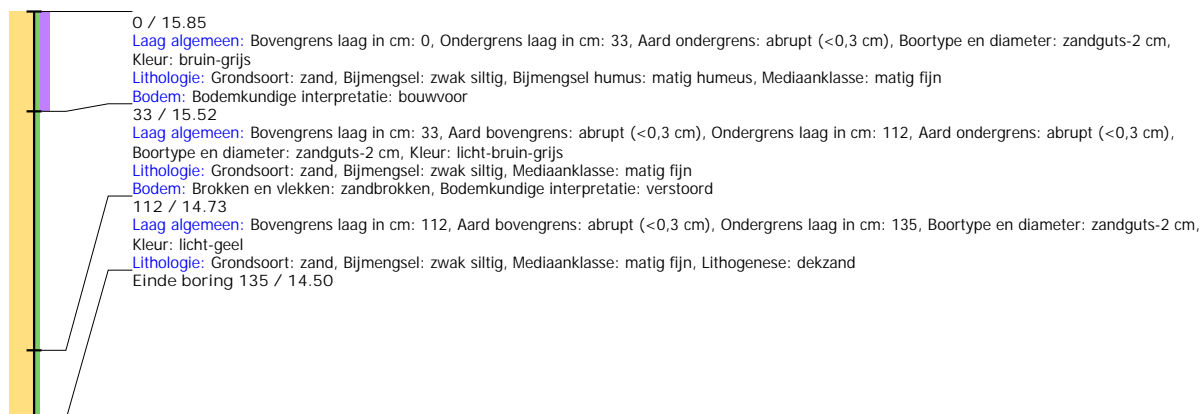 0 / 15.85
Laag algemeen: Bovengrens laag in cm: 0, Ondergrens laag in cm: 33, Aard ondergrens: abrupt (<0,3 cm), Boortype en diameter: zandguts-2 cm,
Kleur: bruin-grijs
Lithologie: Grondsoort: zand, Bijmengsel: zwak siltig, Bijmengsel humus: matig humeus, Mediaanklasse: matig fijn
Bodem: Bodemkundige interpretatie: bouwvoor
33 / 15.52
Laag algemeen: Bovengrens laag in cm: 33, Aard bovengrens: abrupt (<0,3 cm), Ondergrens laag in cm: 112, Aard ondergrens: abrupt (<0,3 cm),
Boortype en diameter: zandguts-2 cm, Kleur: licht-bruin-grijs
Lithologie: Grondsoort: zand, Bijmengsel: zwak siltig, Mediaanklasse: matig fijn
Bodem: Brokken en vlekken: zandbrokken, Bodemkundige interpretatie: verstoord
112 / 14.73
Laag algemeen: Bovengrens laag in cm: 112, Aard bovengrens: abrupt (<0,3 cm), Ondergrens laag in cm: 135, Boortype en diameter: zandguts-2 cm,
Kleur: licht-geel
Lithologie: Grondsoort: zand, Bijmengsel: zwak siltig, Mediaanklasse: matig fijn, Lithogenese: dekzand
Einde boring 135 / 14.50